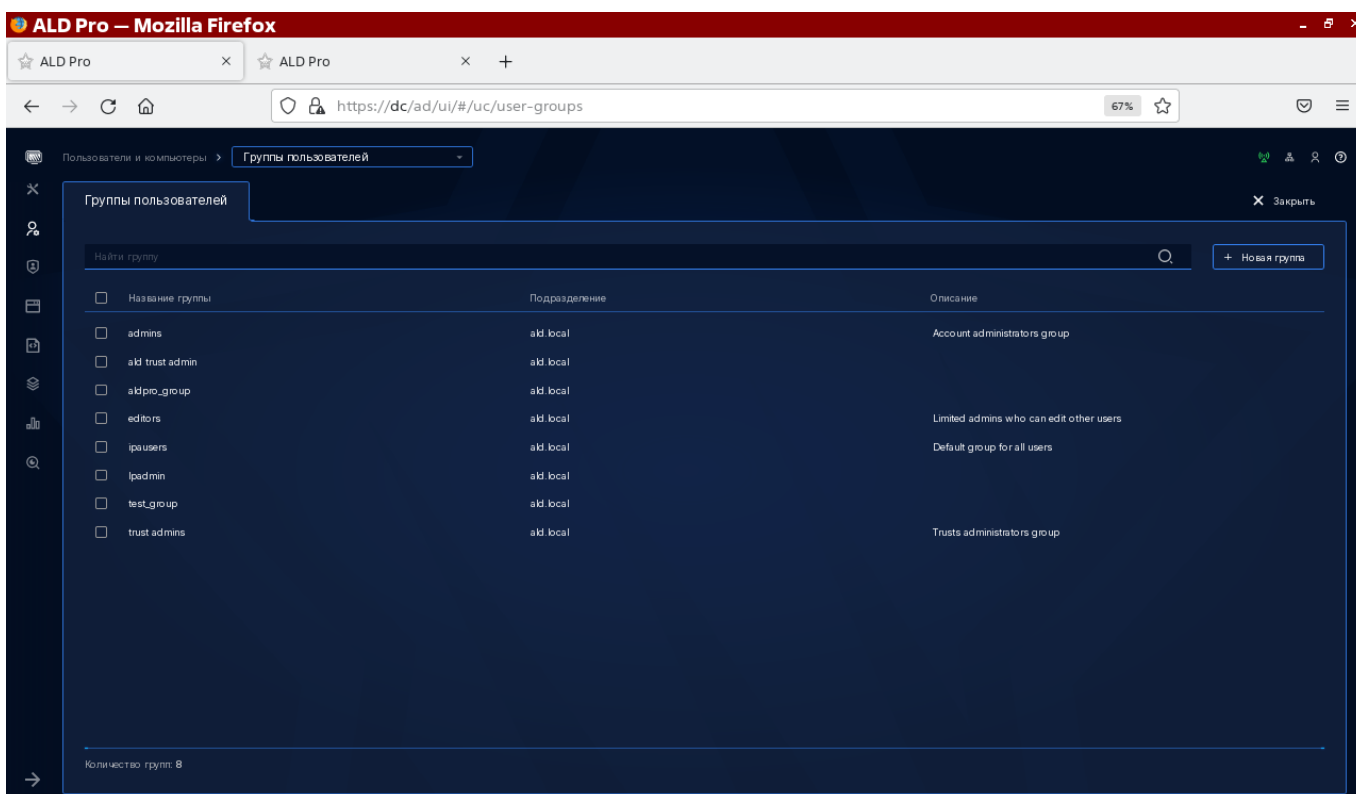 ALD Pro — Mozilla Firefox
ALD Pro ALD Pro
https://dc/ad/ui/#/uc/user-groups 67%
Пользователи и компьютеры > Группы пользователей
Группы пользователей × Закрыть
Найти группу + Новая группа
Название группы Подразделение Описание
admins ald.local Account administrators group
ald trust admin ald.local
aldpro_group ald.local
editors ald.local Limited admins who can edit other users
ipausers ald.local Default group for all users
lpadmin ald.local
test_group ald.local
trust admins ald.local Trusts administrators group
Количество групп: 8